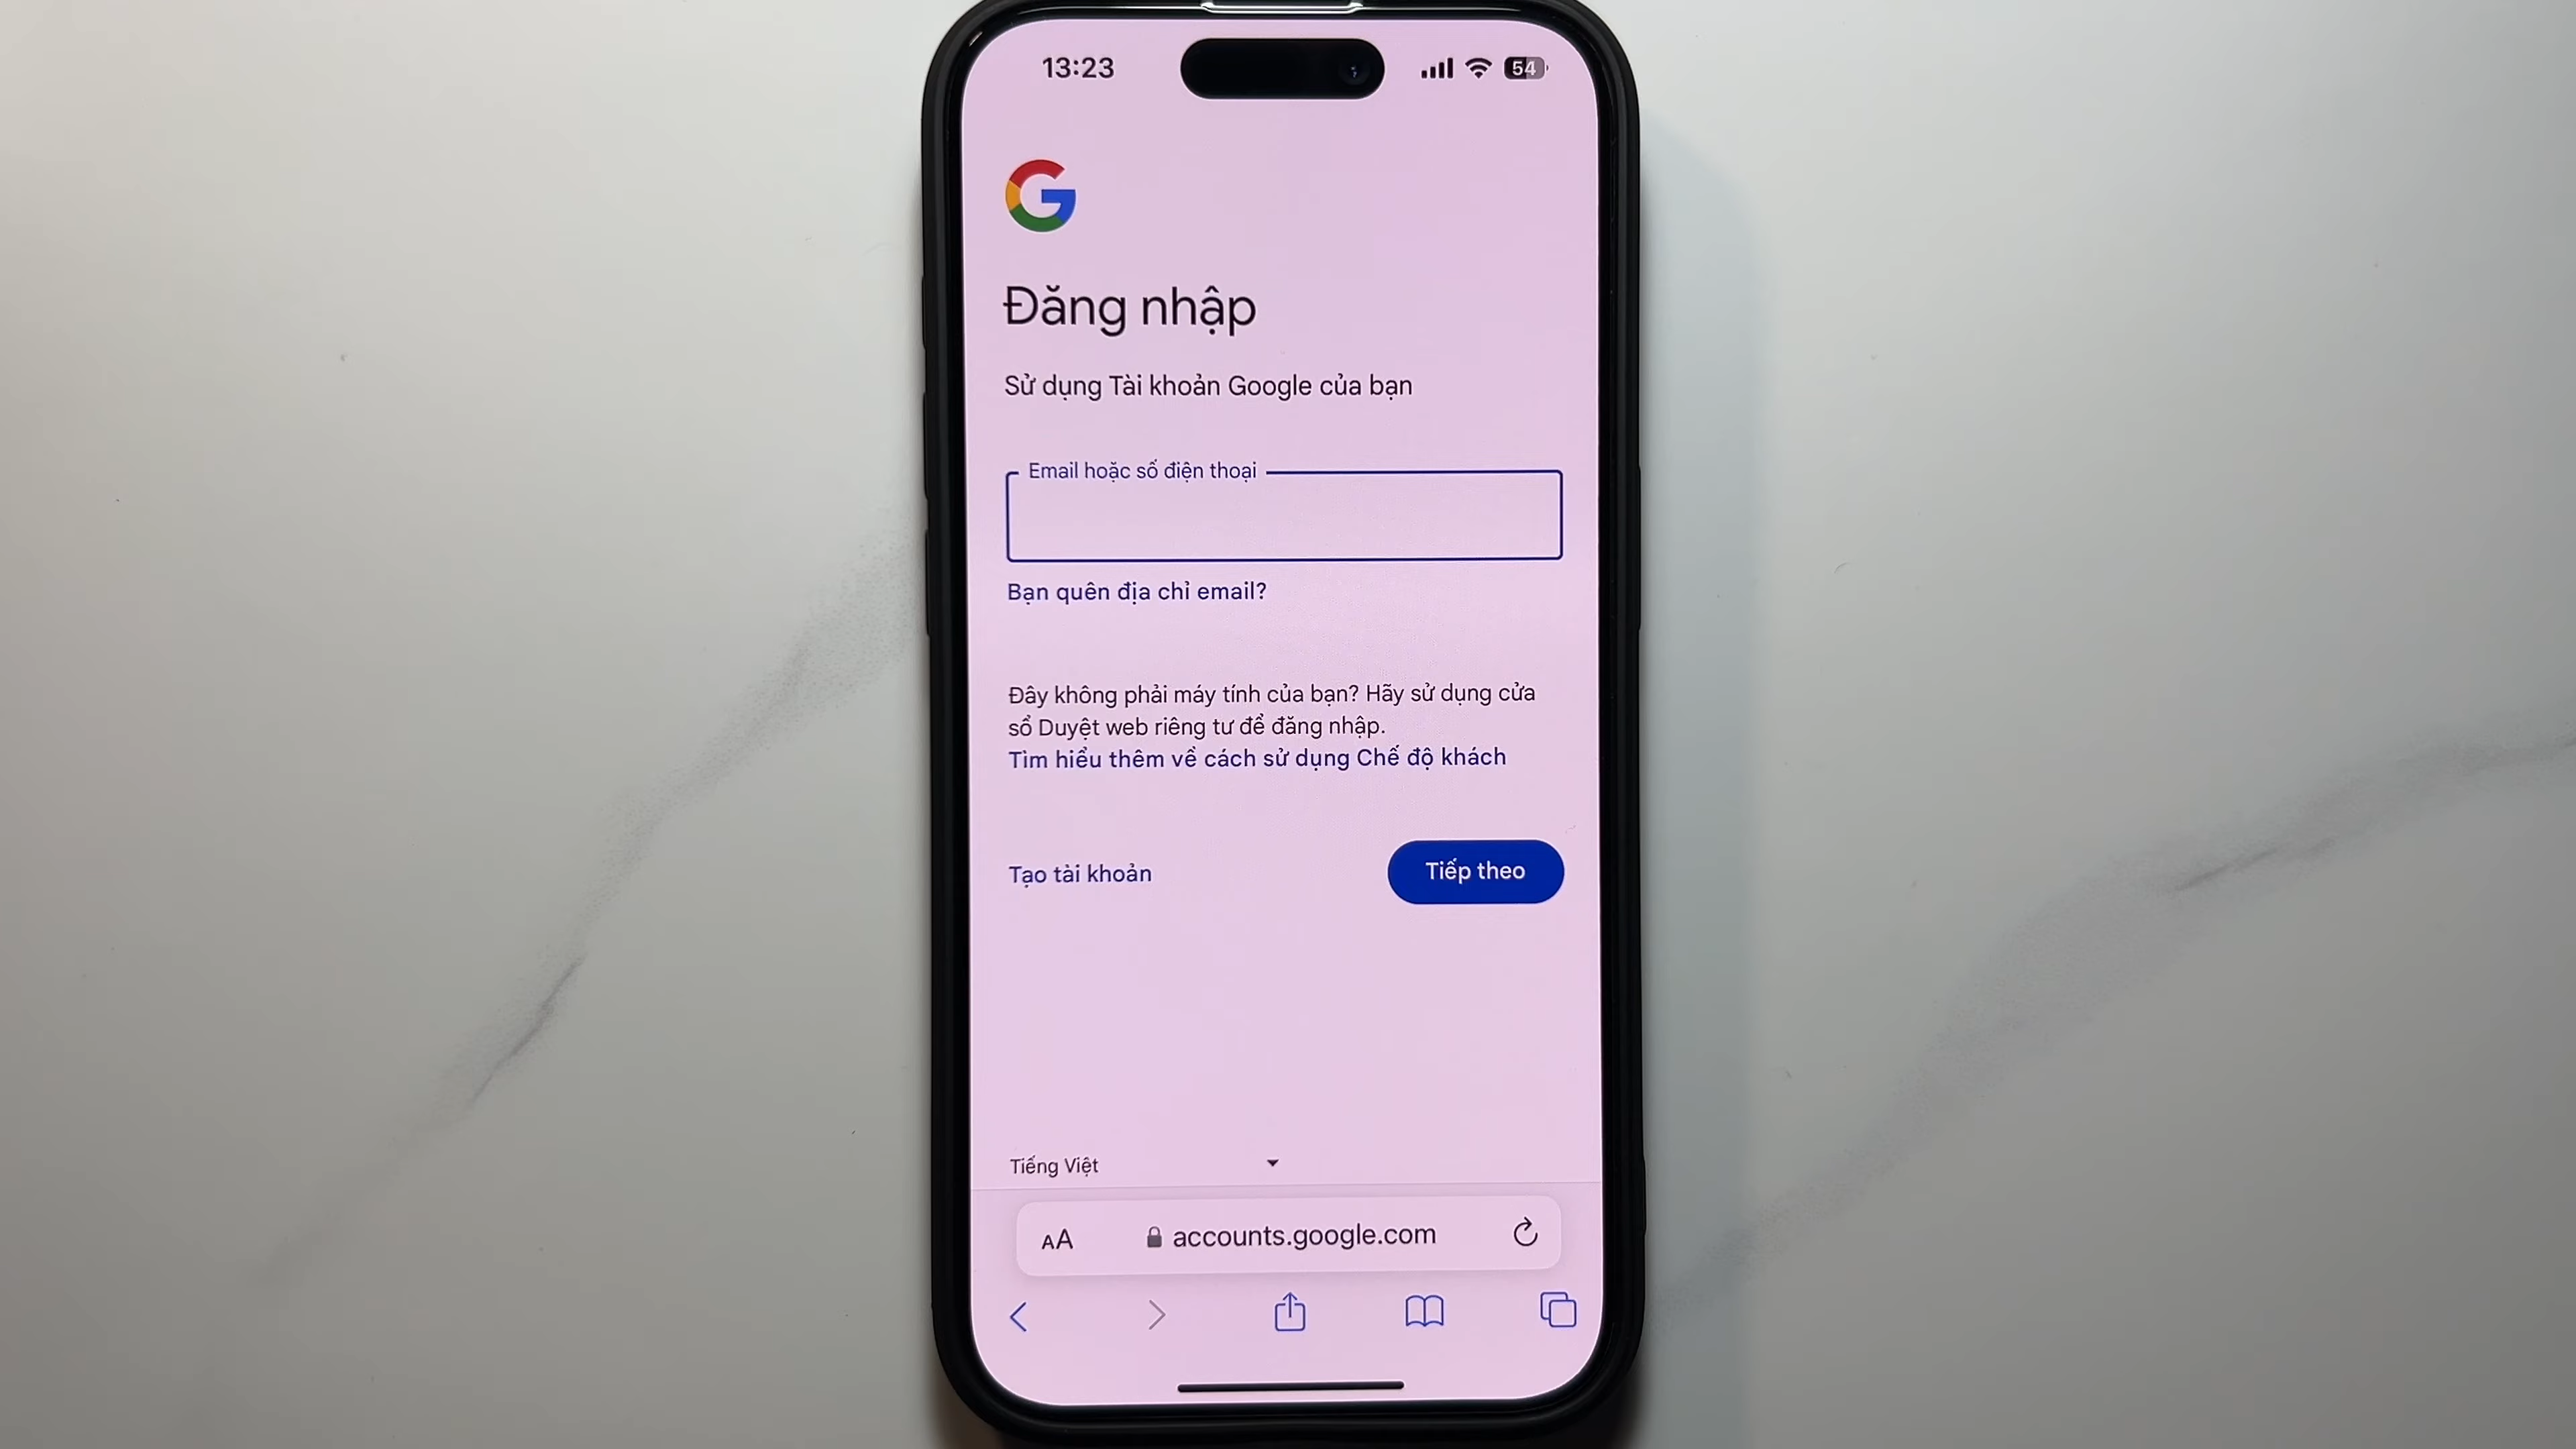 13:23
54
Đăng nhập
Sử dụng Tài khoản Google của bạn
Email hoặc số điện thoại
Bạn quên địa chỉ email?
Đây không phải máy tính của bạn? Hãy sử dụng cửa
sổ Duyệt web riêng tư để đăng nhập.
Tìm hiểu thêm về cách sử dụng Chế độ khách
Tạo tài khoản
Tiếp theo
Tiếng Việt
AA
accounts.google.com